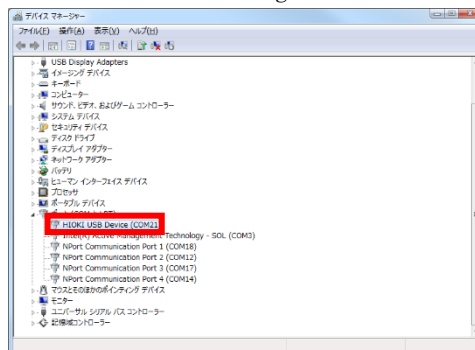 デバイス マネージャー
ファイル(F) 操作(A) 表示(V) ヘルプ(H)
USB Display Adapters
イメージング デバイス
キーボード
コンピューター
サウンド、ビデオ、およびゲーム コントローラー
システム デバイス
セキュリティ デバイス
ディスク ドライブ
ディスプレイ アダプター
ネットワーク アダプター
バッテリ
ヒューマン インターフェイス デバイス
プロセッサ
ポータブル デバイス
HIOKI USB Device (COM21
Technology - SOL (COM3)
NPort Communication Port 1 (COM18)
NPort Communication Port 2 (COM12)
NPort Communication Port 3 (COM17)
NPort Communication Port 4 (COM14)
マウスとそのほかのポインティング デバイス
モニター
ユニバーサル シリアル バス コントローラー
記憶域コントローラー